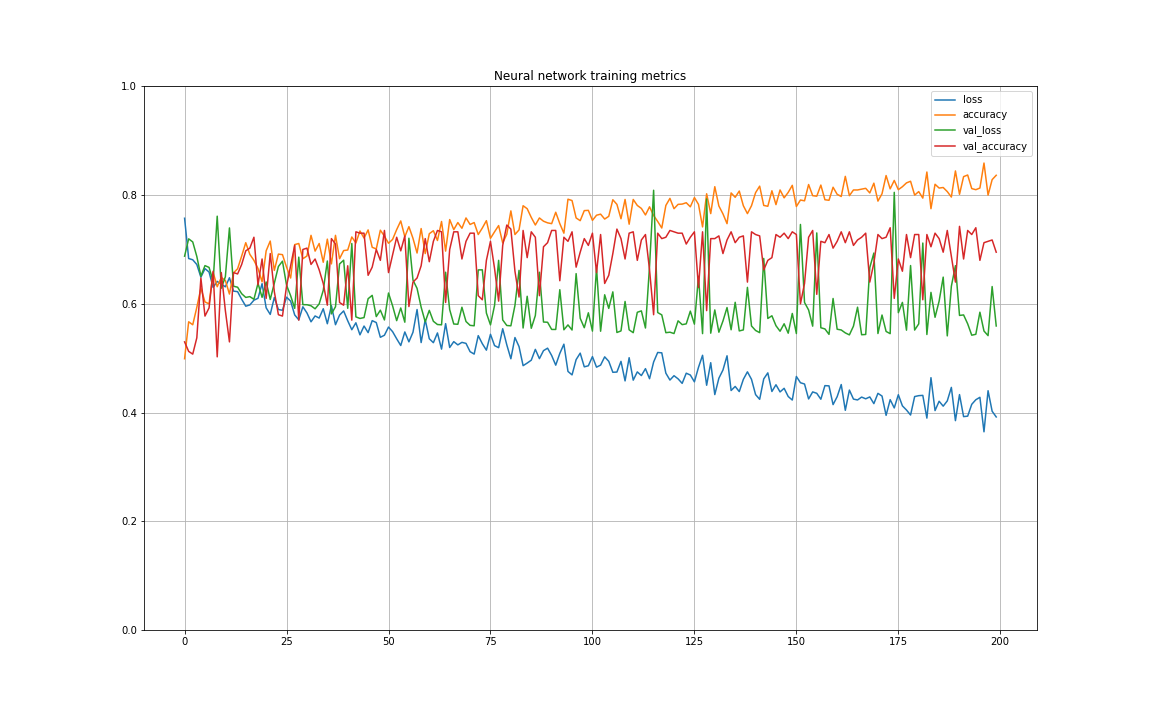 Neural network training metrics
1.0
0.8
0.6
0.4
0.2
0.0
loss
accuracy
val_loss
val_accuracy
0 25 50 75 100 125 150 175 200